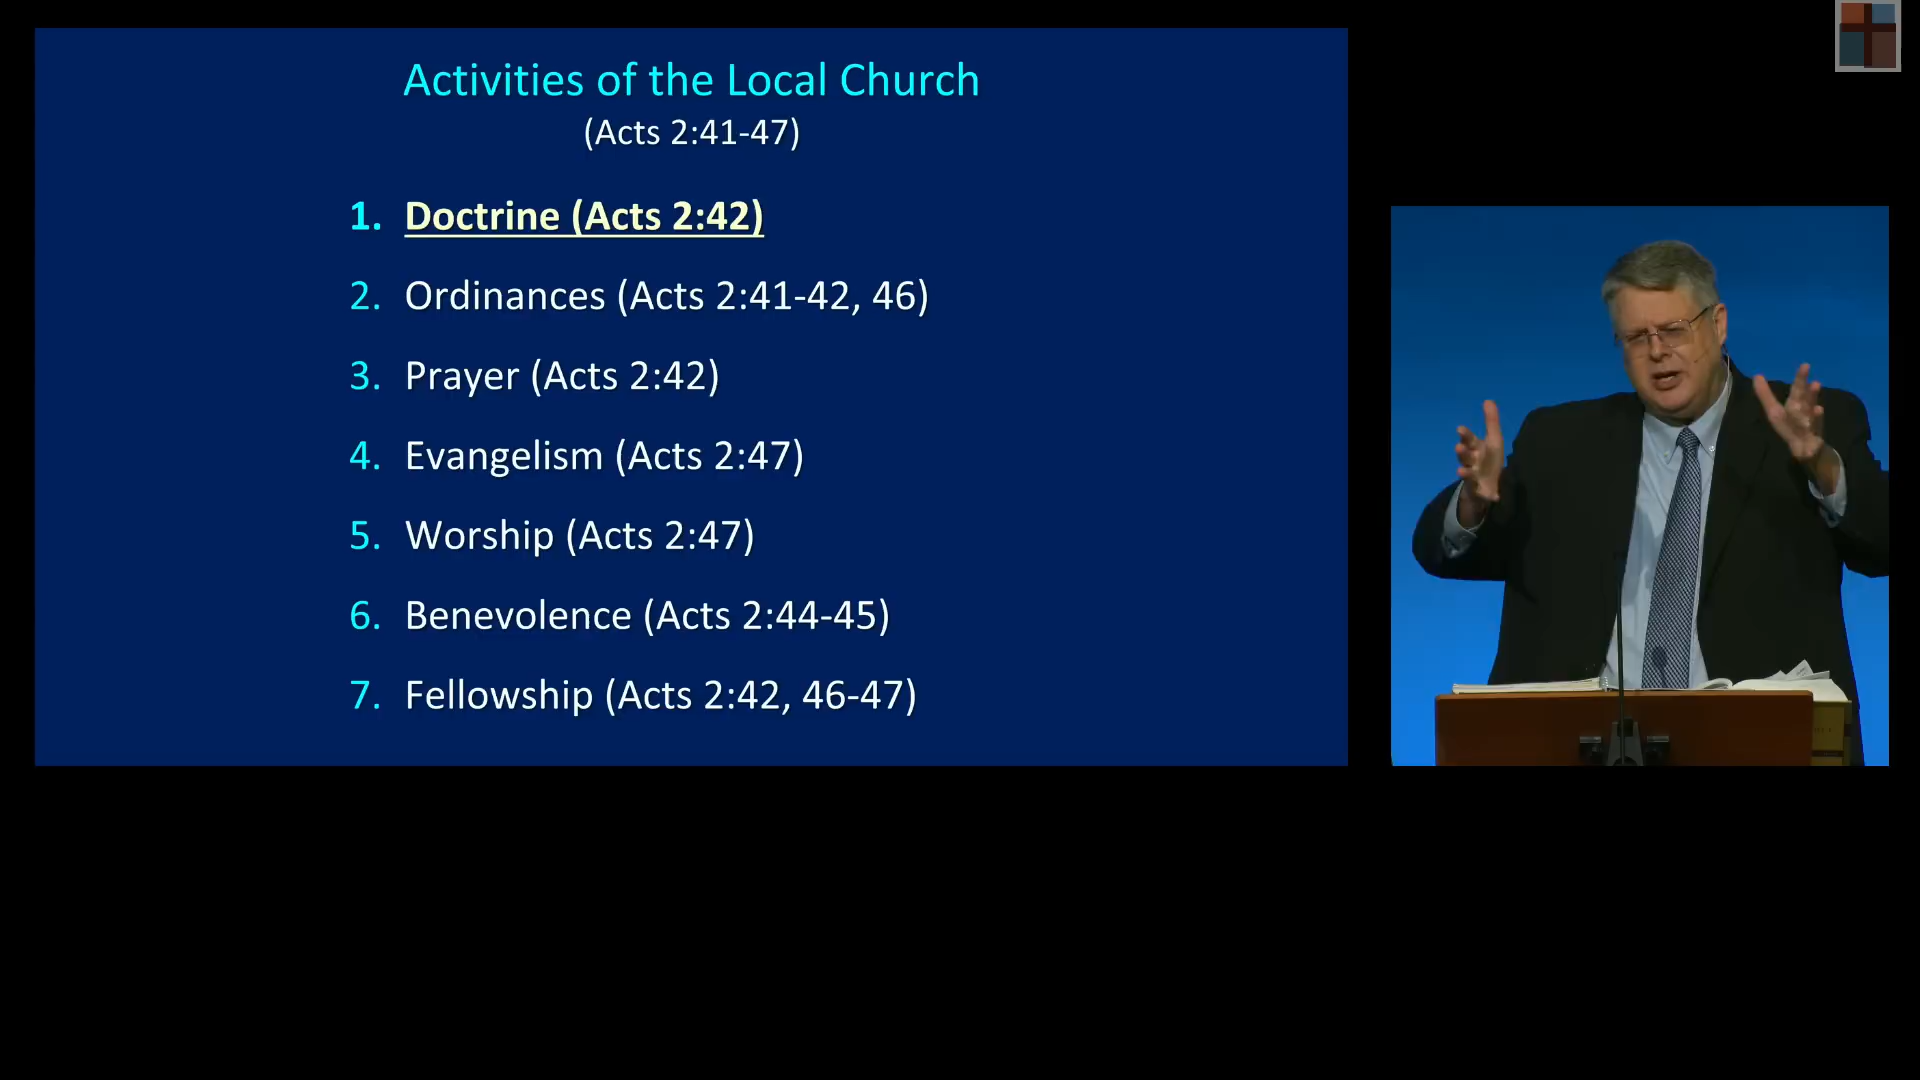 Activities of the Local Church
(Acts 2:41-47)
1. Doctrine (Acts 2:42)
2. Ordinances (Acts 2:41-42, 46)
3. Prayer (Acts 2:42)
4. Evangelism (Acts 2:47)
5. Worship (Acts 2:47)
6. Benevolence (Acts 2:44-45)
7. Fellowship (Acts 2:42, 46-47)